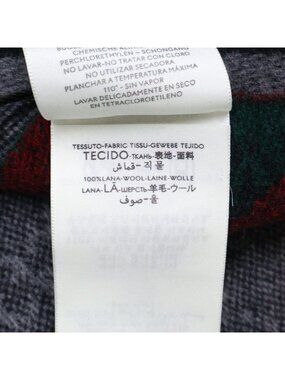 CHEMISCHE
PERCHLORETHYLEN - SCHONGANG
NO LAVAR-NO TRATAR CON CLORO
NO UTILIZAR SECADORA
PLANCHAR A TEMPERATURA MÁXIMA
110° - SIN VAPOR
LAVAR DELICADAMENTE EN SECO
EN TETRACLOROETILENO
TESSUTO-FABRIC TISSU-GEWEBE TEJIDO
TECIDO-ТКАНЬ-表地-面料
قماش-직물
100%LANA-WOOL-LAINE-WOLLE
LANA-LÃ-ШЕРСТЬ-羊毛-ウール
صوف-울